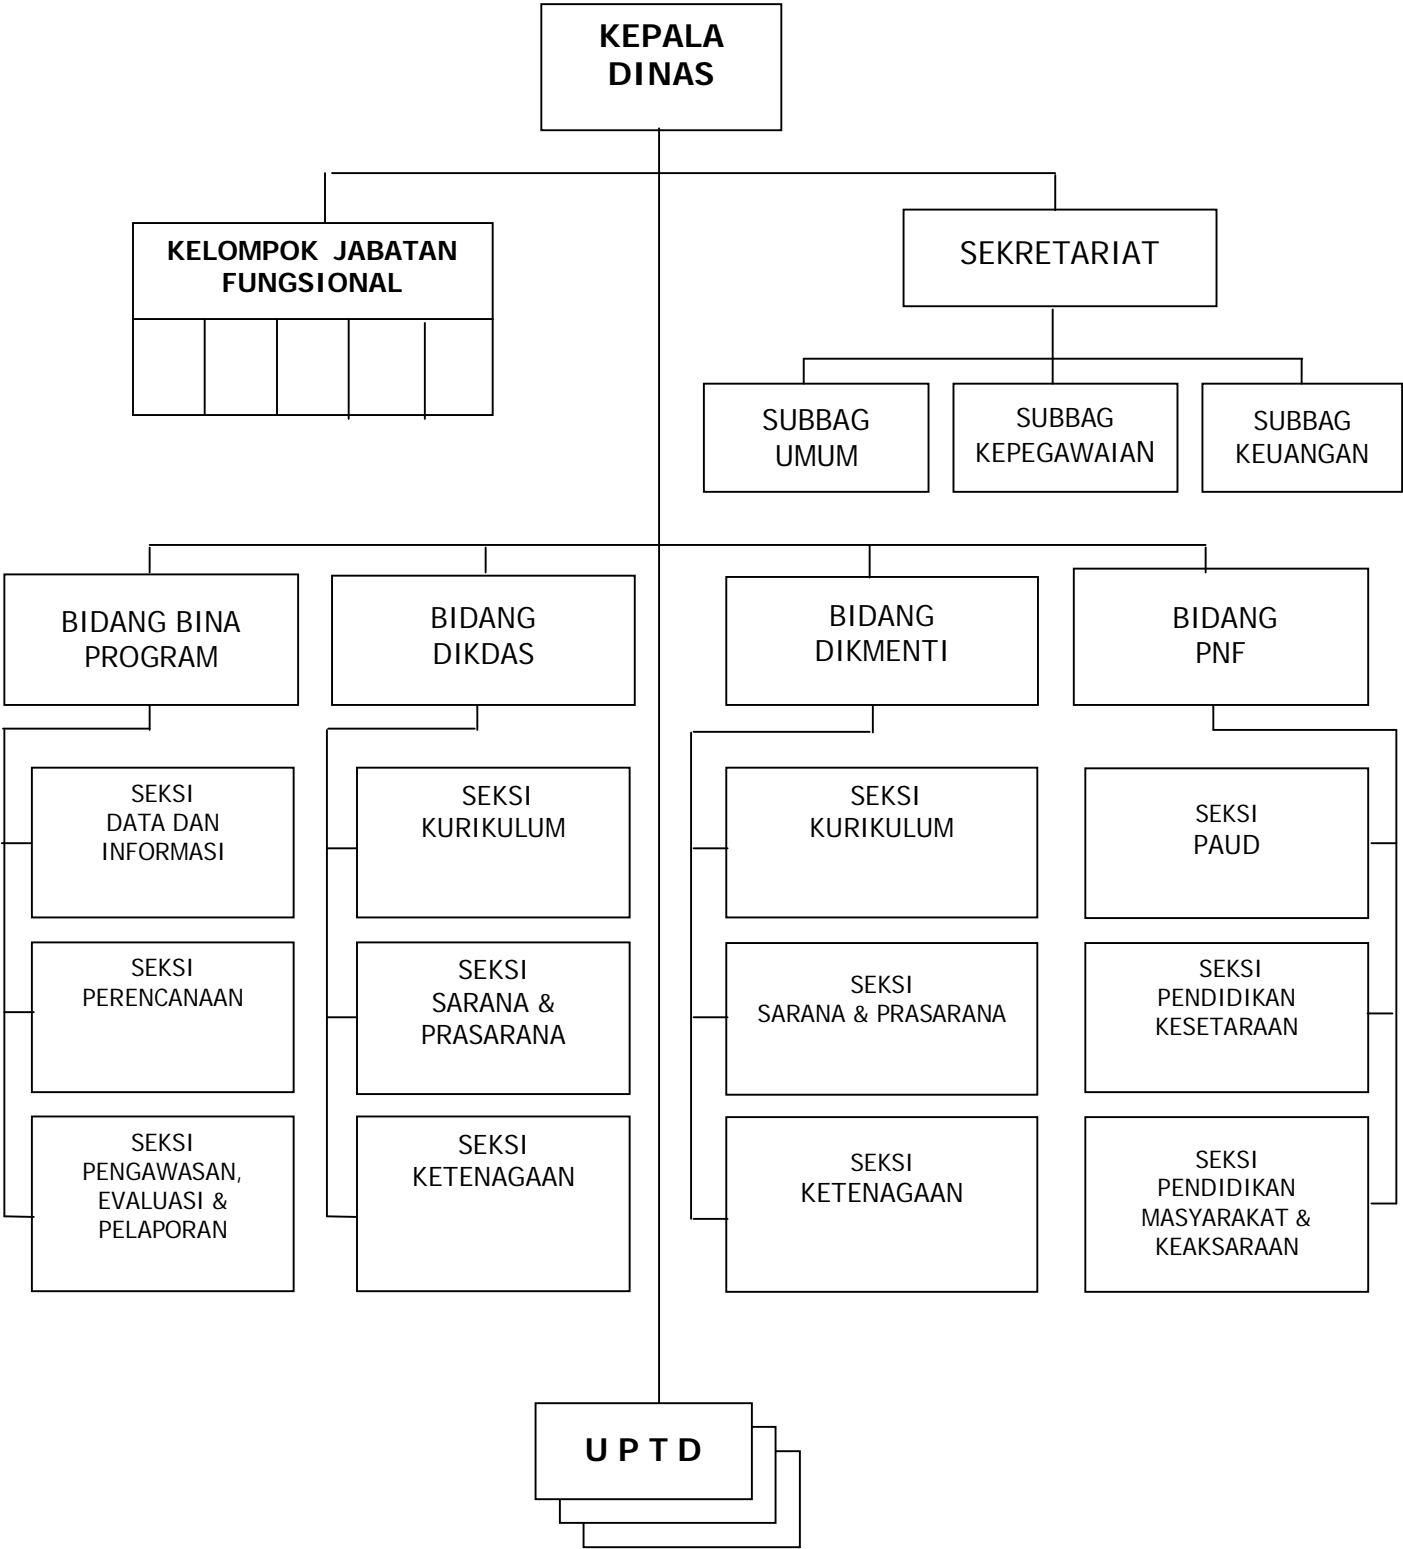 KEPALA
DINAS
KELOMPOK JABATAN
FUNGSIONAL
SEKRETARIAT
SUBBAG
UMUM
SUBBAG
KEPEGAWAIAN
SUBBAG
KEUANGAN
BIDANG BINA
PROGRAM
BIDANG
DIKDAS
BIDANG
DIKMENTI
BIDANG
PNF
SEKSI
DATA DAN
INFORMASI
SEKSI
KURIKULUM
SEKSI
KURIKULUM
SEKSI
PAUD
SEKSI
PERENCANAAN
SEKSI
SARANA &
PRASARANA
SEKSI
SARANA & PRASARANA
SEKSI
PENDIDIKAN
KESETARAAN
SEKSI
PENGAWASAN,
EVALUASI &
PELAPORAN
SEKSI
KETENAGAAN
SEKSI
KETENAGAAN
SEKSI
PENDIDIKAN
MASYARAKAT &
KEAKSARAAN
U P T D